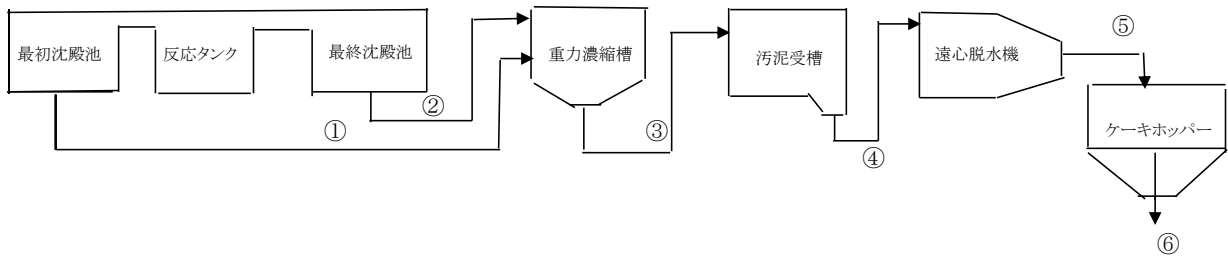 最初沈殿池
反応タンク
最終沈殿池
重力濃縮槽
汚泥受槽
遠心脱水機
ケーキホッパー
①
②
③
④
⑤
⑥